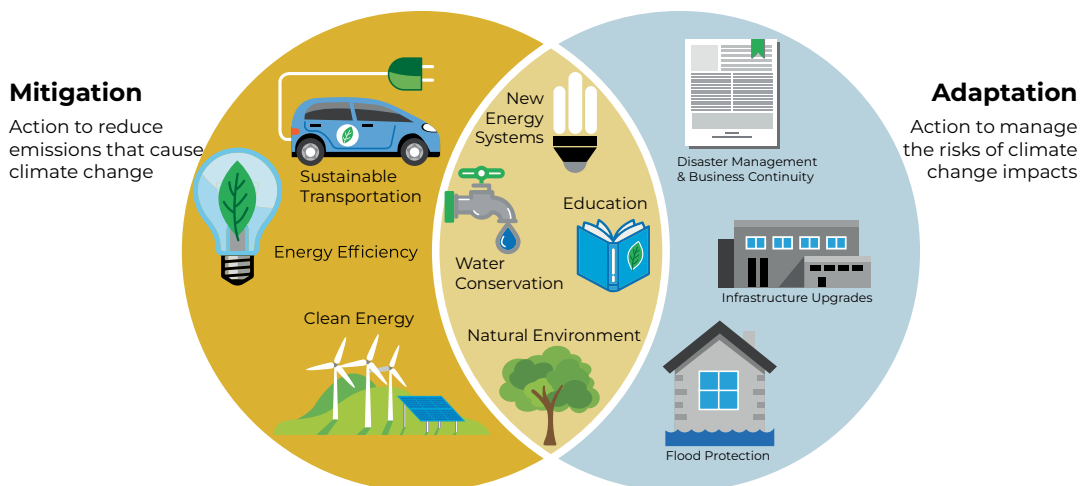 Mitigation
Action to reduce
emissions that cause
climate change
Sustainable
Transportation
Energy Efficiency
Clean Energy
New
Energy
Systems
Education
Water
Conservation
Natural Environment
Adaptation
Action to manage
the risks of climate
change impacts
Disaster Management
& Business Continuity
Infrastructure Upgrades
Flood Protection